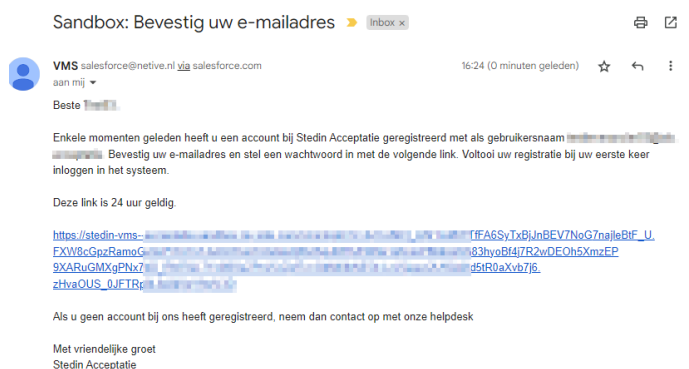 Sandbox: Bevestig uw e-mailadres Inbox ×
VMS salesforce@netive.nl via salesforce.com 16:24 (0 minuten geleden)
aan mij
Beste
Enkele momenten geleden heeft u een account bij Stedin Acceptatie geregistreerd met als gebruikersnaam
. Bevestig uw e-mailadres en stel een wachtwoord in met de volgende link. Voltooi uw registratie bij uw eerste keer
inloggen in het systeem.
Deze link is 24 uur geldig.
https://stedin-vms- TfFA6SyTxBjJnBEV7NoG7najleBtF_U.
FXW8cGpzRamoG 83hyoBf4j7R2wDEOh5XmzEP
9XARuGMXgPNx7 d5tR0aXvb7j6.
zHvaOUS_0JFTRp
Als u geen account bij ons heeft geregistreerd, neem dan contact op met onze helpdesk
Met vriendelijke groet
Stedin Acceptatie